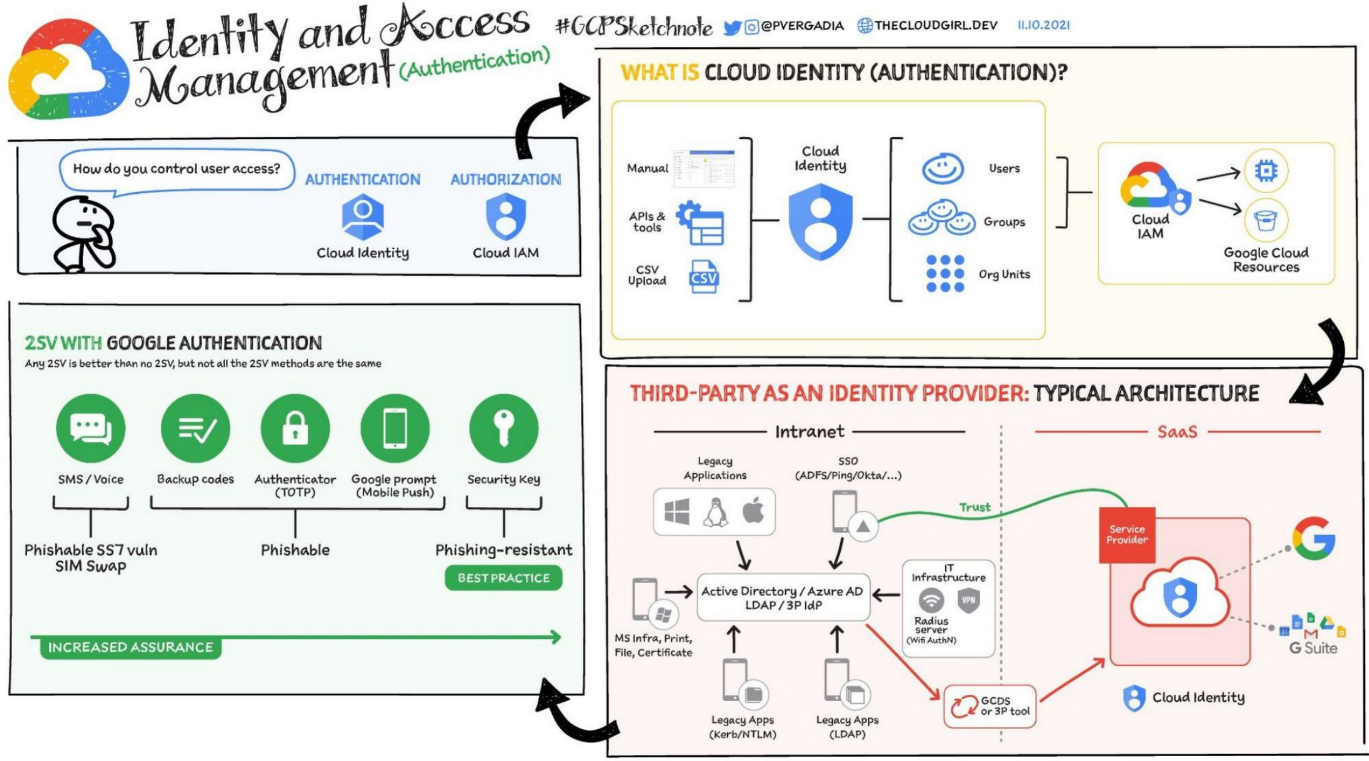 Identity and Access
Management (Authentication)
#GCPSketchnote @PVERGADIA THECLOUDGIRL.DEV 11.10.2021
How do you control user access?
AUTHENTICATION
Cloud Identity
AUTHORIZATION
Cloud IAM
WHAT IS CLOUD IDENTITY (AUTHENTICATION)?
Manual
APIs &
tools
CSV
Upload
CSV
Cloud
Identity
Users
Groups
Org Units
Cloud
IAM
Google Cloud
Resources
THIRD-PARTY AS AN IDENTITY PROVIDER: TYPICAL ARCHITECTURE
Intranet
SaaS
Legacy
Applications
SSO
(ADFS/Ping/Okta/...)
Trust
Service
Provider
Active Directory / Azure AD
LDAP / 3P IdP
IT
Infrastructure
VPN
Radius
server
(Wifi AuthN)
MS Infra, Print,
File, Certificate
Legacy Apps
(Kerb/NTLM)
Legacy Apps
(LDAP)
GCDS
or 3P tool
G Suite
Cloud Identity
2SV WITH GOOGLE AUTHENTICATION
Any 2SV is better than no 2SV, but not all the 2SV methods are the same
SMS / Voice
Backup codes
Authenticator
(TOTP)
Google prompt
(Mobile Push)
Security Key
Phishable SS7 vuln
SIM Swap
Phishable
Phishing-resistant
BEST PRACTICE
INCREASED ASSURANCE